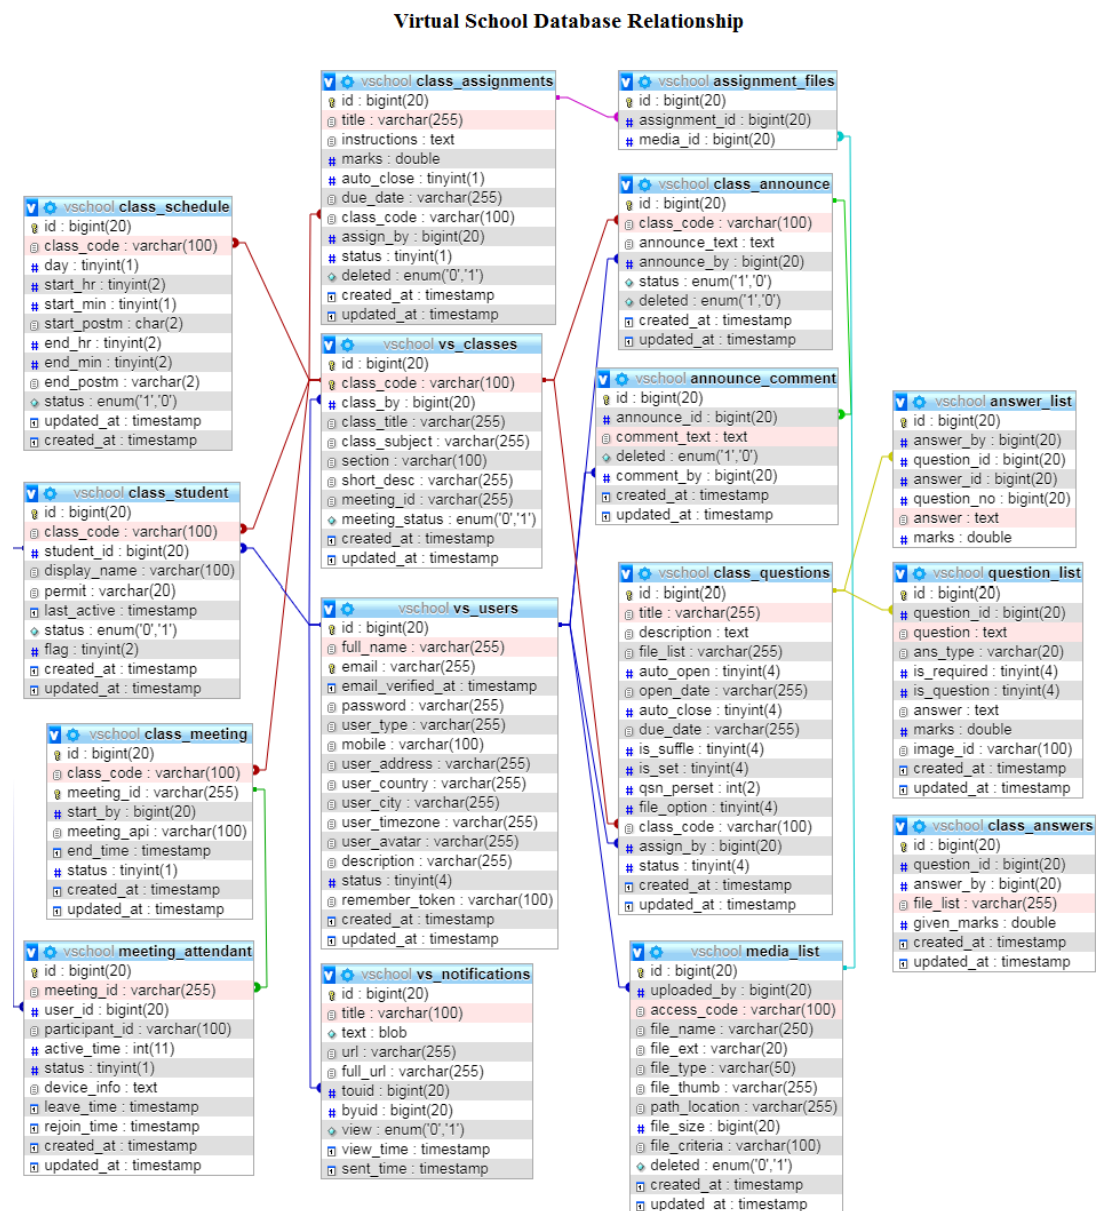 Virtual School Database Relationship
vschool class_assignments
id : bigint(20)
title : varchar(255)
instructions : text
marks : double
auto_close : tinyint(1)
due_date : varchar(255)
class_code : varchar(100)
assign_by : bigint(20)
status : tinyint(1)
deleted : enum('0','1')
created_at : timestamp
updated_at : timestamp
vschool assignment_files
id : bigint(20)
assignment_id : bigint(20)
media_id : bigint(20)
vschool class_announce
id : bigint(20)
class_code : varchar(100)
announce_text : text
announce_by : bigint(20)
status : enum('1','0')
deleted : enum('1','0')
created_at : timestamp
updated_at : timestamp
vschool class_schedule
id : bigint(20)
class_code : varchar(100)
day : tinyint(1)
start_hr : tinyint(2)
start_min : tinyint(1)
start_postm : char(2)
end_hr : tinyint(2)
end_min : tinyint(2)
end_postm : varchar(2)
status : enum('1','0')
updated_at : timestamp
created_at : timestamp
vschool vs_classes
id : bigint(20)
class_code : varchar(100)
class_by : bigint(20)
class_title : varchar(255)
class_subject : varchar(255)
section : varchar(100)
short_desc : varchar(255)
meeting_id : varchar(255)
meeting_status : enum('0','1')
created_at : timestamp
updated_at : timestamp
vschool announce_comment
id : bigint(20)
announce_id : bigint(20)
comment_text : text
deleted : enum('1','0')
comment_by : bigint(20)
created_at : timestamp
updated_at : timestamp
vschool answer_list
id : bigint(20)
answer_by : bigint(20)
question_id : bigint(20)
answer_id : bigint(20)
question_no : bigint(20)
answer : text
marks : double
vschool class_student
id : bigint(20)
class_code : varchar(100)
student_id : bigint(20)
display_name : varchar(100)
permit : varchar(20)
last_active : timestamp
status : enum('0','1')
flag : tinyint(2)
created_at : timestamp
updated_at : timestamp
vschool vs_users
id : bigint(20)
full_name : varchar(255)
email : varchar(255)
email_verified_at : timestamp
password : varchar(255)
user_type : varchar(255)
mobile : varchar(100)
user_address : varchar(255)
user_country : varchar(255)
user_city : varchar(255)
user_timezone : varchar(255)
user_avatar : varchar(255)
description : varchar(255)
status : tinyint(4)
remember_token : varchar(100)
created_at : timestamp
updated_at : timestamp
vschool class_questions
id : bigint(20)
title : varchar(255)
description : text
file_list : varchar(255)
auto_open : tinyint(4)
open_date : varchar(255)
auto_close : tinyint(4)
due_date : varchar(255)
is_suffle : tinyint(4)
is_set : tinyint(4)
qsn_perset : int(2)
file_option : tinyint(4)
class_code : varchar(100)
assign_by : bigint(20)
status : tinyint(4)
created_at : timestamp
updated_at : timestamp
vschool question_list
id : bigint(20)
question_id : bigint(20)
question : text
ans_type : varchar(20)
is_required : tinyint(4)
is_question : tinyint(4)
answer : text
marks : double
image_id : varchar(100)
created_at : timestamp
updated_at : timestamp
vschool class_meeting
id : bigint(20)
class_code : varchar(100)
meeting_id : varchar(255)
start_by : bigint(20)
meeting_api : varchar(100)
end_time : timestamp
status : tinyint(1)
created_at : timestamp
updated_at : timestamp
vschool class_answers
id : bigint(20)
question_id : bigint(20)
answer_by : bigint(20)
file_list : varchar(255)
given_marks : double
created_at : timestamp
updated_at : timestamp
vschool meeting_attendant
id : bigint(20)
meeting_id : varchar(255)
user_id : bigint(20)
participant_id : varchar(100)
active_time : int(11)
status : tinyint(1)
device_info : text
leave_time : timestamp
rejoin_time : timestamp
created_at : timestamp
updated_at : timestamp
vschool vs_notifications
id : bigint(20)
title : varchar(100)
text : blob
url : varchar(255)
full_url : varchar(255)
touid : bigint(20)
byuid : bigint(20)
view : enum('0','1')
view_time : timestamp
sent_time : timestamp
vschool media_list
id : bigint(20)
uploaded_by : bigint(20)
access_code : varchar(100)
file_name : varchar(250)
file_ext : varchar(20)
file_type : varchar(50)
file_thumb : varchar(255)
path_location : varchar(255)
file_size : bigint(20)
file_criteria : varchar(100)
deleted : enum('0','1')
created_at : timestamp
updated_at : timestamp